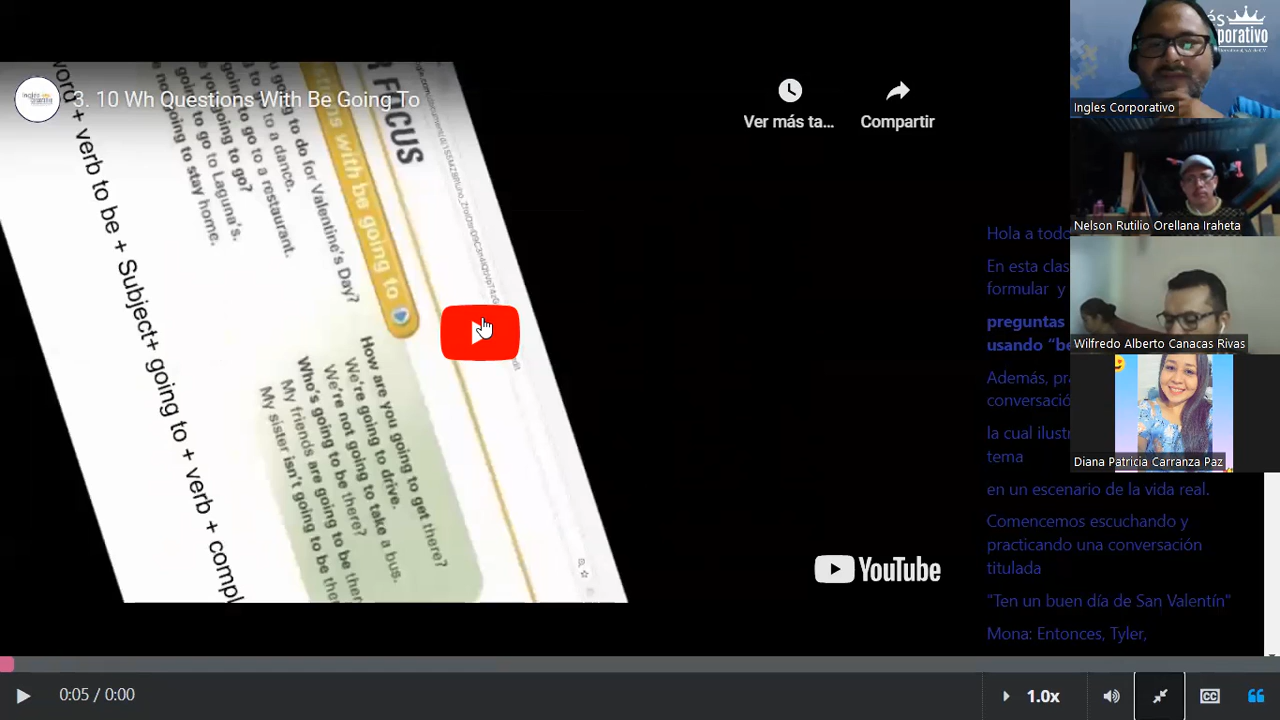 3. 10 Wh Questions With Be Going To
Ver más ta...
Compartir
R FOCUS
with be going to
going to do for Valentine's Day?
to a dance.
going to go to a restaurant.
going to go?
going to go to Laguna's.
not going to stay home.
How are you going to get there?
We're going to drive.
We're not going to take a bus.
Who's going to be there?
My friends are going to be ther
My sister isn't going to be ther
word + verb to be + Subject+ going to + verb + compl
YouTube
Hola a todo
En esta clas
formular y
preguntas
usando "be
Además, pr
conversació
la cual ilust
tema
en un escenario de la vida real.
Comencemos escuchando y
practicando una conversación
titulada
"Ten un buen día de San Valentín"
Mona: Entonces, Tyler,
és
porativo
Ingles Corporativo
Nelson Rutilio Orellana Iraheta
Wilfredo Alberto Canacas Rivas
Diana Patricia Carranza Paz
0:05 / 0:00
1.0x
CC